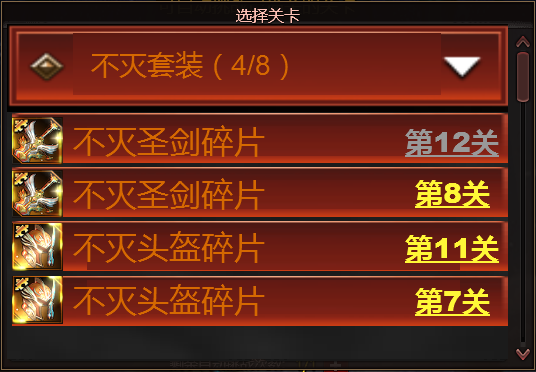 选择关卡
不灭套装（4/8）
不灭圣剑碎片 第12关
不灭圣剑碎片 第8关
不灭头盔碎片 第11关
不灭头盔碎片 第7关